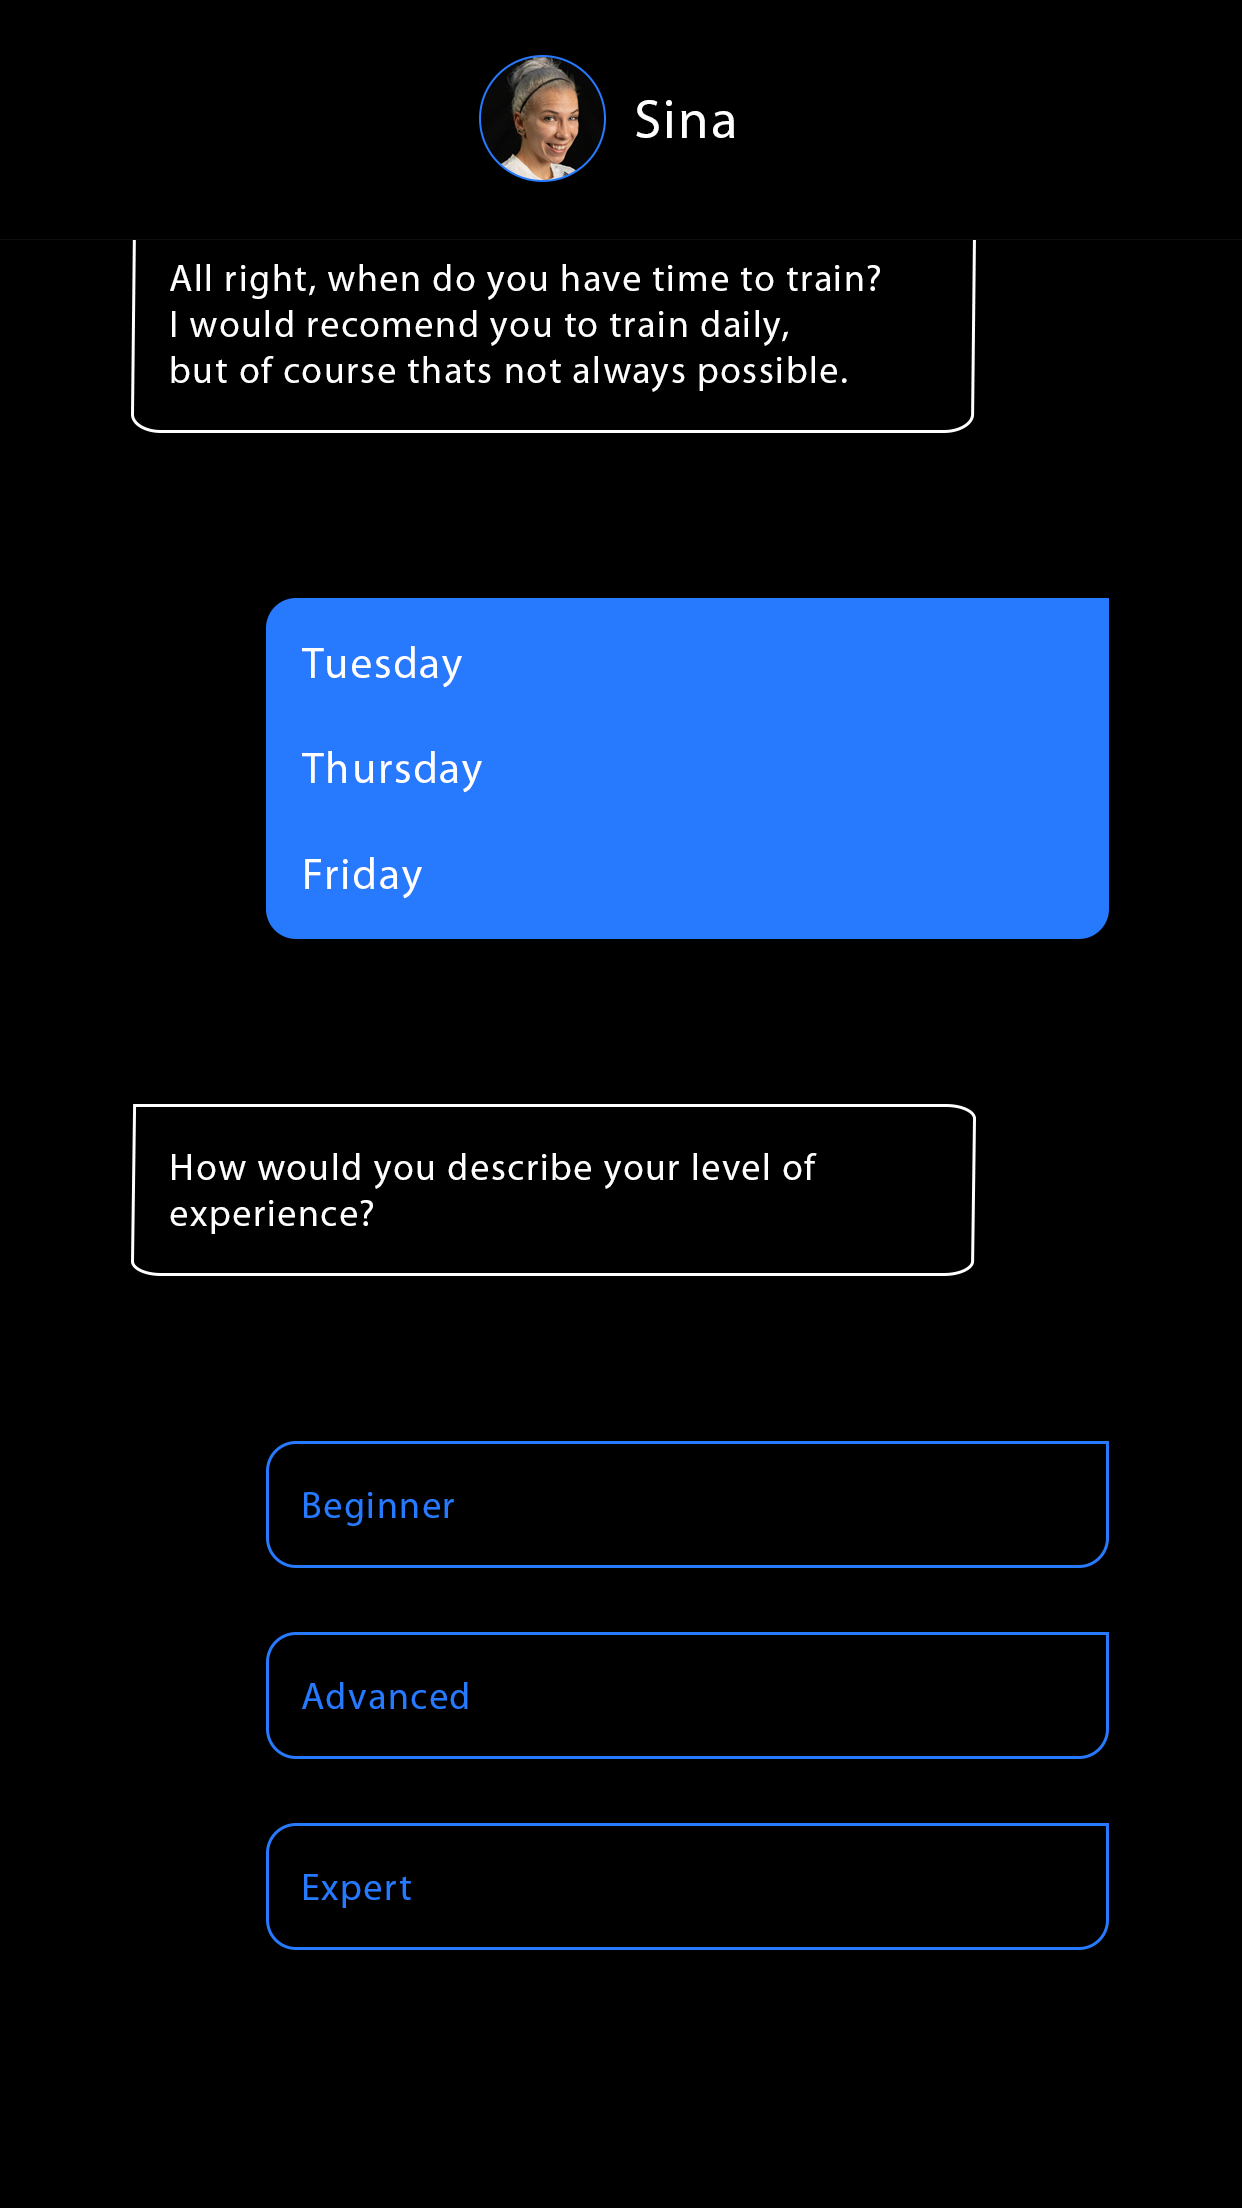 Sina
All right, when do you have time to train?
I would recomend you to train daily,
but of course thats not always possible.
Tuesday
Thursday
Friday
How would you describe your level of
experience?
Beginner
Advanced
Expert